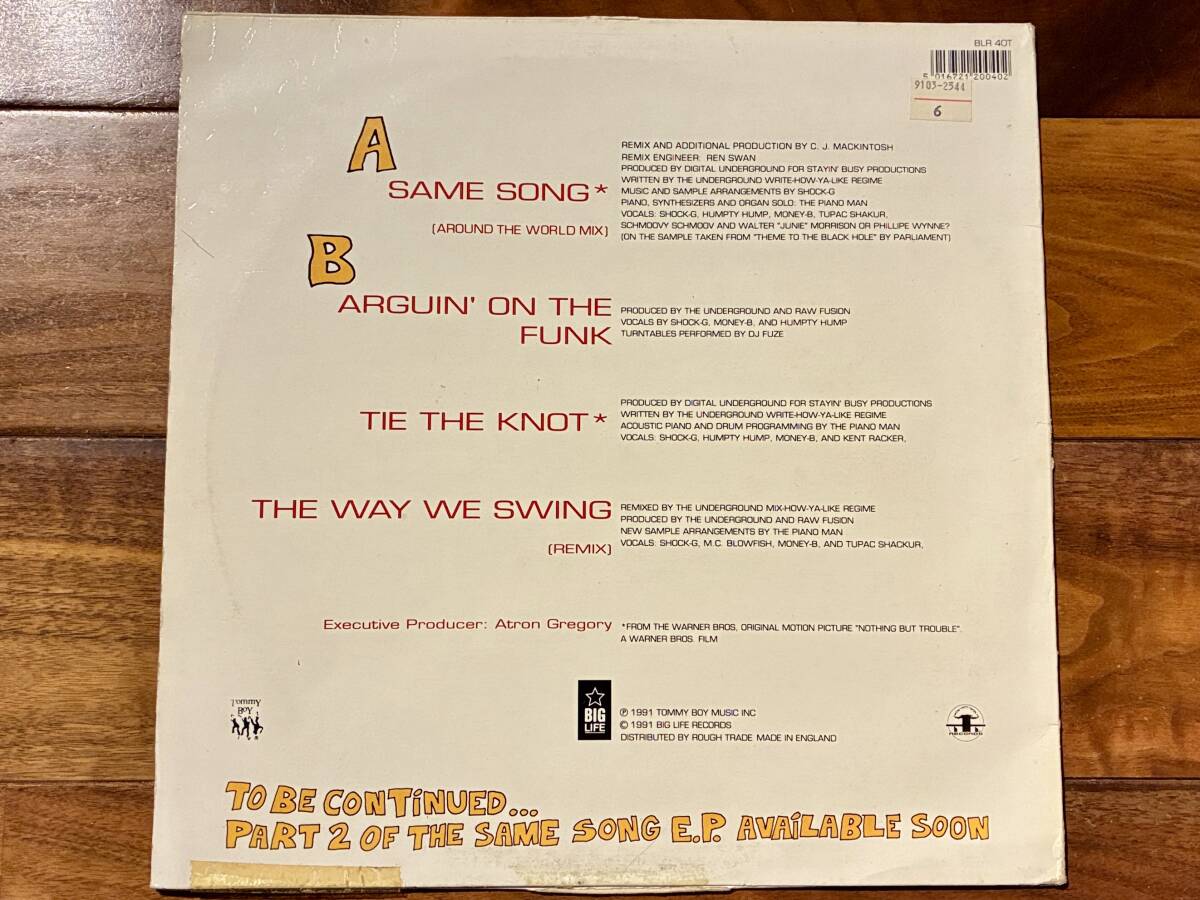 BLR 40T
5 016721 200402
9103-2344
6
A
SAME SONG*
(AROUND THE WORLD MIX)
REMIX AND ADDITIONAL PRODUCTION BY C. J. MACKINTOSH
REMIX ENGINEER: REN SWAN
PRODUCED BY DIGITAL UNDERGROUND FOR STAYIN' BUSY PRODUCTIONS
WRITTEN BY THE UNDERGROUND WRITE-HOW-YA-LIKE REGIME
MUSIC AND SAMPLE ARRANGEMENTS BY SHOCK-G
PIANO, SYNTHESIZERS AND ORGAN SOLO: THE PIANO MAN
VOCALS: SHOCK-G, HUMPTY HUMP, MONEY-B, TUPAC SHAKUR,
SCHMOOVY SCHMOOV AND WALTER "JUNIE" MORRISON OR PHILLIPE WYNNE?
(ON THE SAMPLE TAKEN FROM "THEME TO THE BLACK HOLE" BY PARLIAMENT)
B
ARGUIN' ON THE
FUNK
PRODUCED BY THE UNDERGROUND AND RAW FUSION
VOCALS BY SHOCK-G, MONEY-B, AND HUMPTY HUMP
TURNTABLES PERFORMED BY DJ FUZE
TIE THE KNOT*
PRODUCED BY DIGITAL UNDERGROUND FOR STAYIN' BUSY PRODUCTIONS
WRITTEN BY THE UNDERGROUND WRITE-HOW-YA-LIKE REGIME
ACOUSTIC PIANO AND DRUM PROGRAMMING BY THE PIANO MAN
VOCALS: SHOCK-G, HUMPTY HUMP, MONEY-B, AND KENT RACKER,
THE WAY WE SWING
(REMIX)
REMIXED BY THE UNDERGROUND MIX-HOW-YA-LIKE REGIME
PRODUCED BY THE UNDERGROUND AND RAW FUSION
NEW SAMPLE ARRANGEMENTS BY THE PIANO MAN
VOCALS: SHOCK-G, M.C. BLOWFISH, MONEY-B, AND TUPAC SHACKUR,
Executive Producer: Atron Gregory
*FROM THE WARNER BROS, ORIGINAL MOTION PICTURE "NOTHING BUT TROUBLE".
A WARNER BROS. FILM
BIG
LIFE
℗ 1991 TOMMY BOY MUSIC INC
© 1991 BIG LIFE RECORDS
DISTRIBUTED BY ROUGH TRADE MADE IN ENGLAND
RECORDS
TO BE CONTiNUED...
PART 2 OF THE SAME SONG E.P. AVAiLABLE SOON